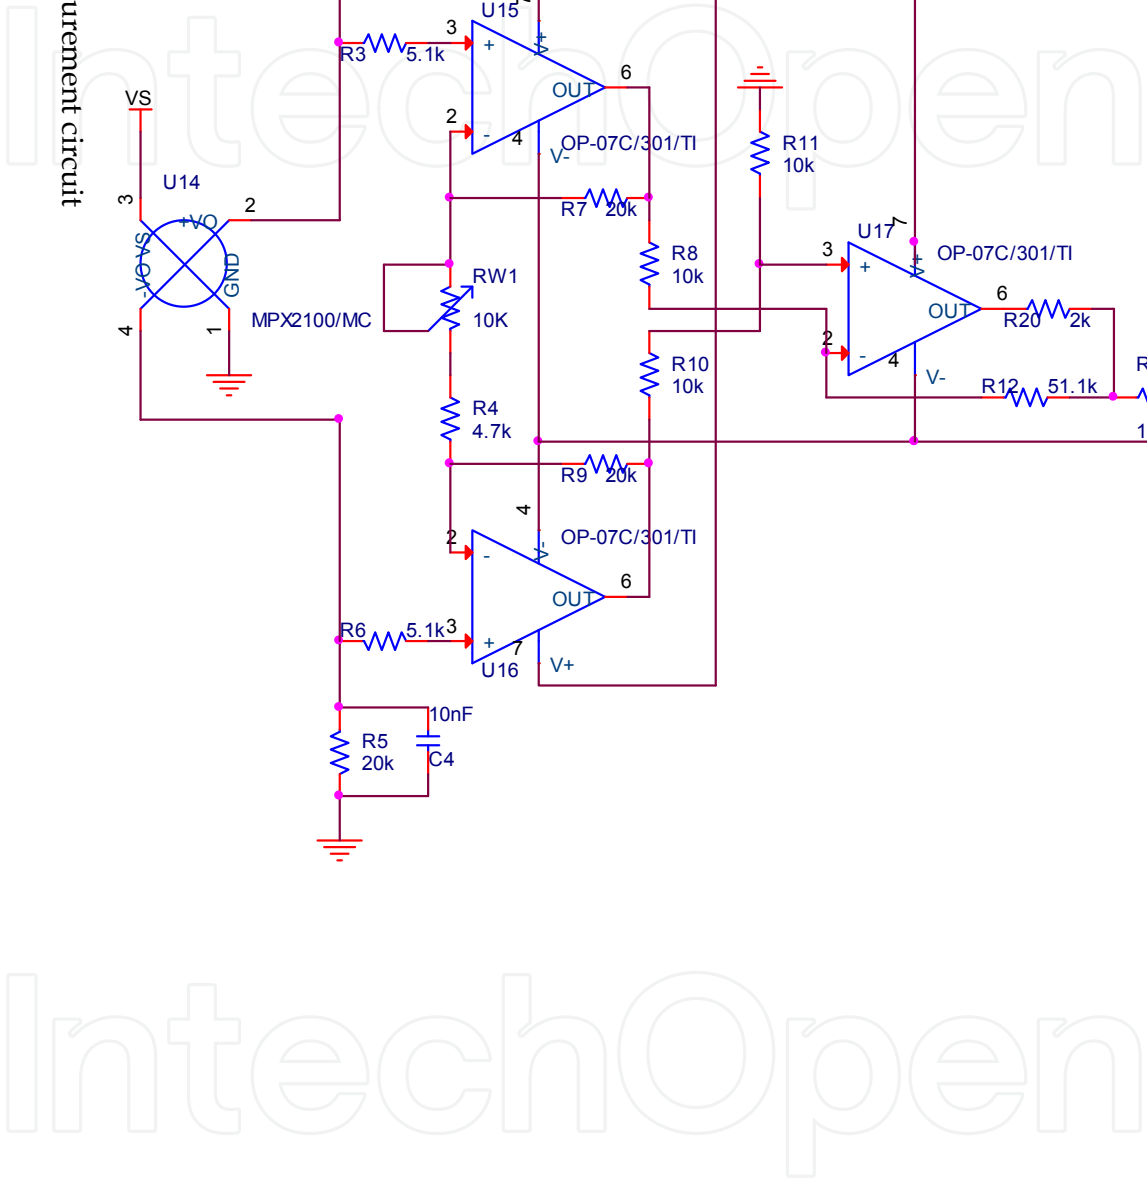 urement circuit
U15
7
3
+
V+
R3
5.1k
6
OUT
VS
2
-
4
OP-07C/301/TI
V-
R11
10k
U14
3
2
+VO
VS
-VO
GND
R7
20k
7
U17
3
+
V+
OP-07C/301/TI
R8
10k
RW1
10K
MPX2100/MC
4
1
6
OUT
R20
2k
2
-
4
V-
R10
10k
R12
51.1k
R
1
R4
4.7k
R9
20k
4
OP-07C/301/TI
2
-
V-
6
OUT
R6
5.1k
3
+
7
U16
V+
10nF
R5
20k
C4
IntechOpen
IntechOpen